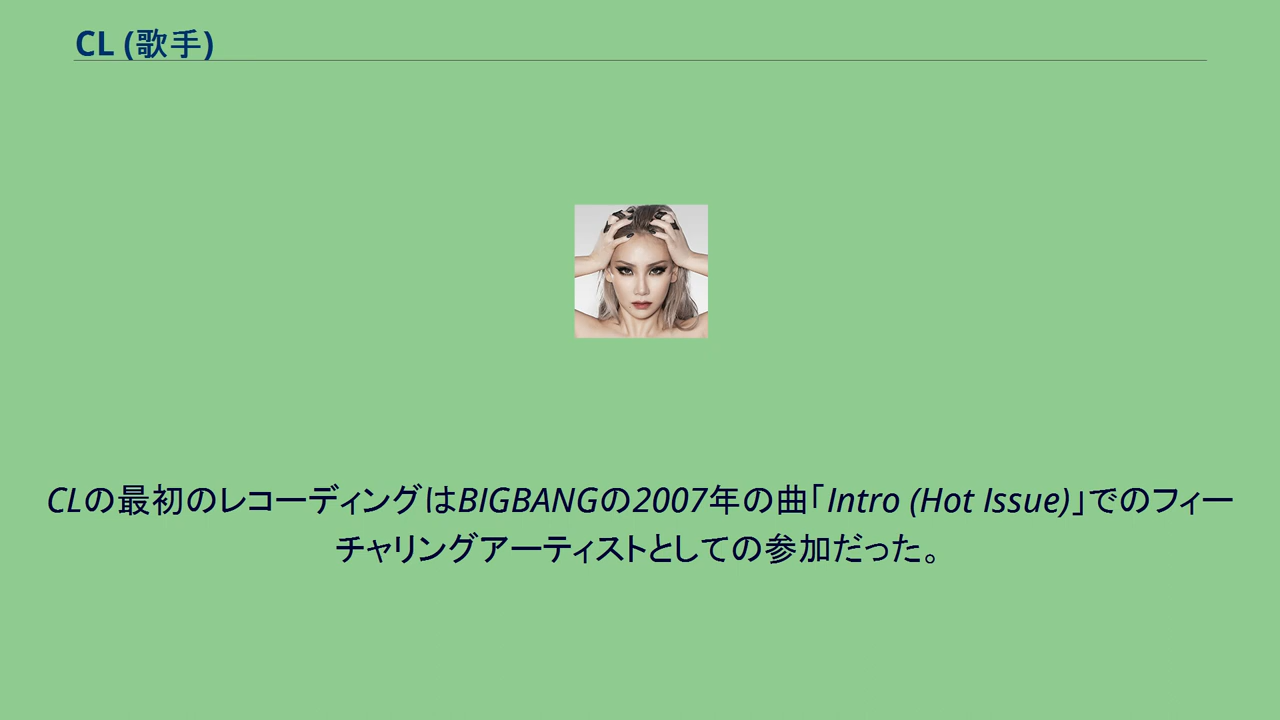 CL (歌手)
CLの最初のレコーディングはBIGBANGの2007年の曲「Intro (Hot Issue)」でのフィー
チャリングアーティストとしての参加だった。